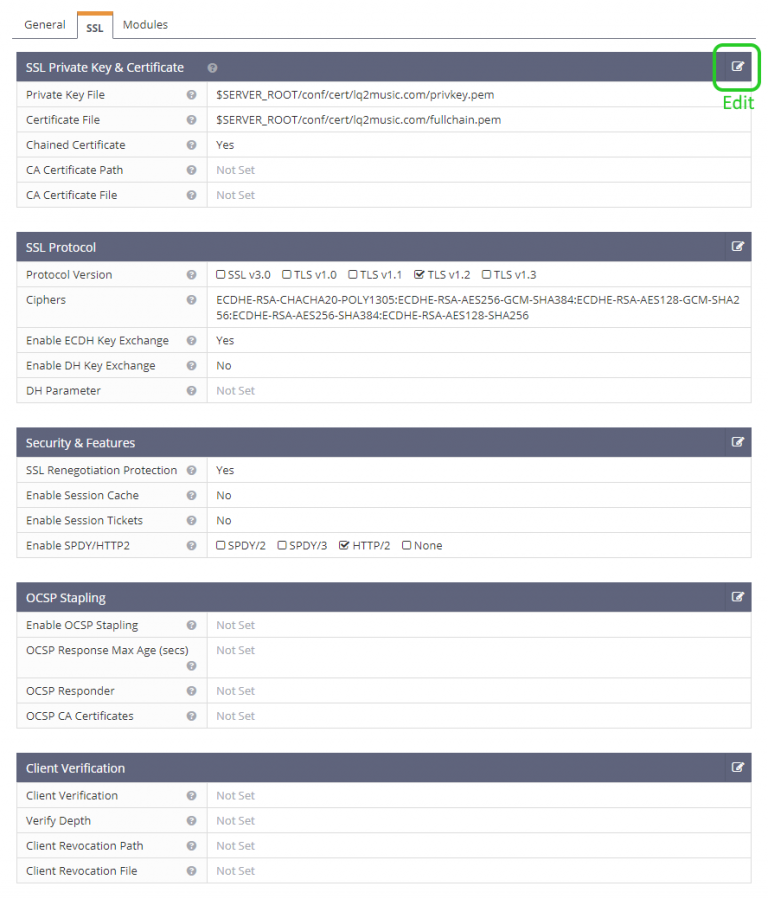 General SSL Modules
SSL Private Key & Certificate
Edit
Private Key File $SERVER_ROOT/conf/cert/lq2music.com/privkey.pem
Certificate File $SERVER_ROOT/conf/cert/lq2music.com/fullchain.pem
Chained Certificate Yes
CA Certificate Path Not Set
CA Certificate File Not Set
SSL Protocol
Protocol Version SSL v3.0 TLS v1.0 TLS v1.1 TLS v1.2 TLS v1.3
Ciphers ECDHE-RSA-CHACHA20-POLY1305:ECDHE-RSA-AES256-GCM-SHA384:ECDHE-RSA-AES128-GCM-SHA2
56:ECDHE-RSA-AES256-SHA384:ECDHE-RSA-AES128-SHA256
Enable ECDH Key Exchange Yes
Enable DH Key Exchange No
DH Parameter Not Set
Security & Features
SSL Renegotiation Protection Yes
Enable Session Cache No
Enable Session Tickets No
Enable SPDY/HTTP2 SPDY/2 SPDY/3 HTTP/2 None
OCSP Stapling
Enable OCSP Stapling Not Set
OCSP Response Max Age (secs) Not Set
OCSP Responder Not Set
OCSP CA Certificates Not Set
Client Verification
Client Verification Not Set
Verify Depth Not Set
Client Revocation Path Not Set
Client Revocation File Not Set